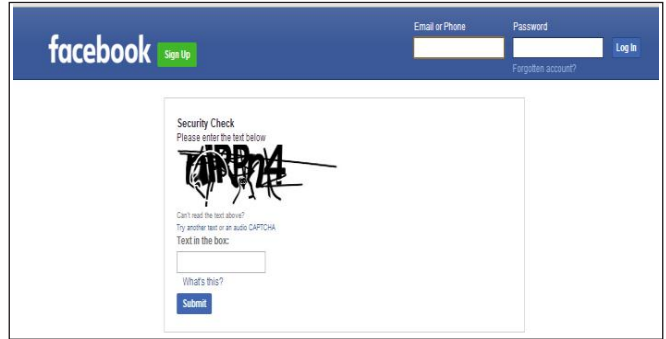 Email or Phone Password
facebook Sign Up Log In
Forgotten account?
Security Check
Please enter the text below
Can't read the text above?
Try another text or an audio CAPTCHA
Text in the box:
What's this?
Submit